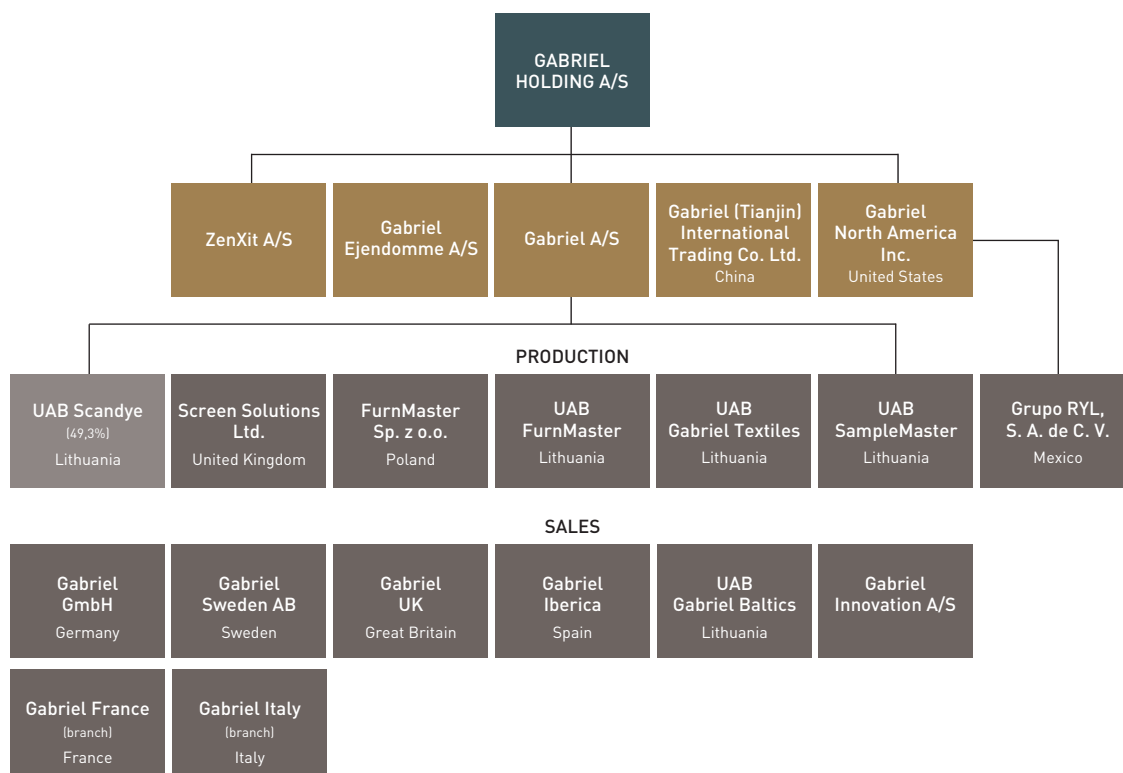 GABRIEL
HOLDING A/S
ZenXit A/S
Gabriel
Ejendomme A/S
Gabriel A/S
Gabriel (Tianjin)
International
Trading Co. Ltd.
China
Gabriel
North America
Inc.
United States
PRODUCTION
UAB Scandye
(49,3%)
Lithuania
Screen Solutions
Ltd.
United Kingdom
FurnMaster
Sp. z o.o.
Poland
UAB
FurnMaster
Lithuania
UAB
Gabriel Textiles
Lithuania
UAB
SampleMaster
Lithuania
Grupo RYL,
S. A. de C. V.
Mexico
SALES
Gabriel
GmbH
Germany
Gabriel
Sweden AB
Sweden
Gabriel
UK
Great Britain
Gabriel
Iberica
Spain
UAB
Gabriel Baltics
Lithuania
Gabriel
Innovation A/S
Gabriel France
(branch)
France
Gabriel Italy
(branch)
Italy